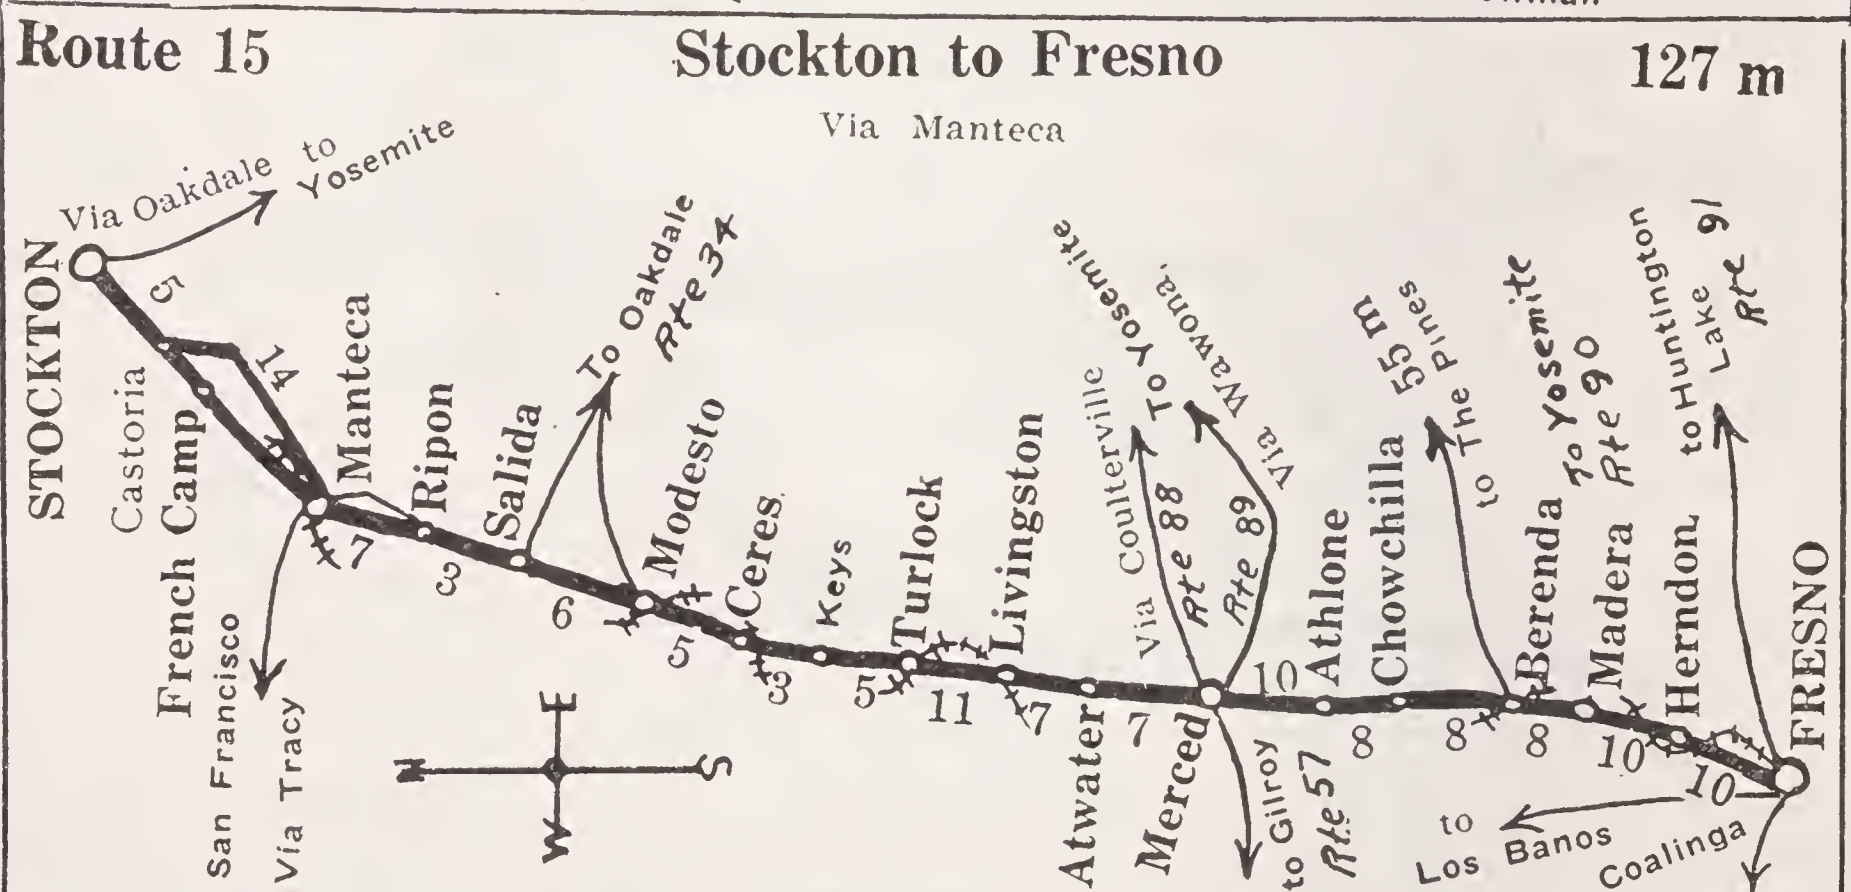 Route 15
Stockton to Fresno
127 m
Via Manteca
Via Oakdale to
Yosemite
STOCKTON
5
14
Castoria
French Camp
Manteca
San Francisco
Via Tracy
7
Ripon
3
Salida
6
To Oakdale
Rte 34
Modesto
5
Ceres
3
Keys
5
Turlock
11
Livingston
7
Atwater
7
Merced
Via Coulterville
To Yosemite
Via Wawona,
Rte 88
Rte 89
to Gilroy
Rte 57
10
Athlone
8
Chowchilla
8
55 m
to The Pines
Berenda
To Yosemite
Rte 90
8
Madera
10
Herndon
10
to Huntington
Lake
Rte 91
FRESNO
to
Los Banos
Coalinga
N
E
S
W